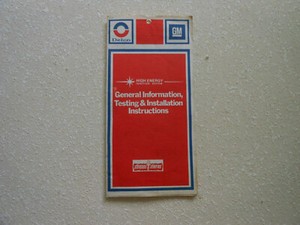 Delco
GM
HIGH ENERGY
General Information,
Testing & Installation
Instructions